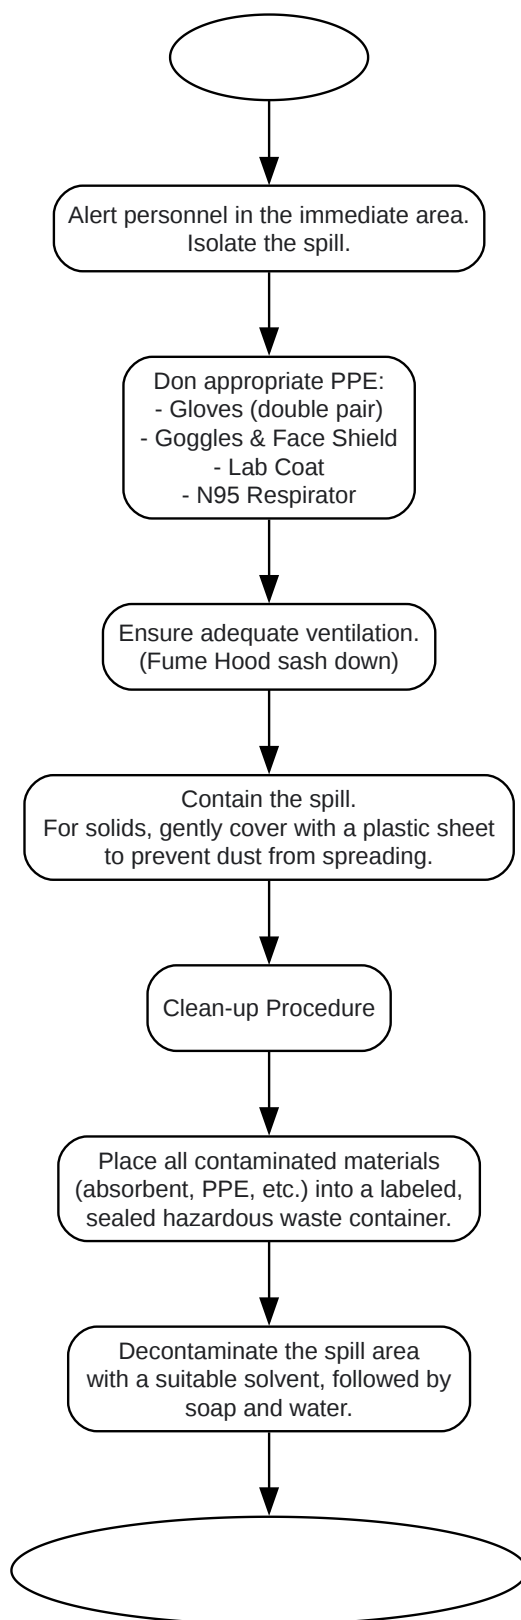 Alert personnel in the immediate area.
Isolate the spill.
Don appropriate PPE:
- Gloves (double pair)
- Goggles & Face Shield
- Lab Coat
- N95 Respirator
Ensure adequate ventilation.
(Fume Hood sash down)
Contain the spill.
For solids, gently cover with a plastic sheet
to prevent dust from spreading.
Clean-up Procedure
Place all contaminated materials
(absorbent, PPE, etc.) into a labeled,
sealed hazardous waste container.
Decontaminate the spill area
with a suitable solvent, followed by
soap and water.